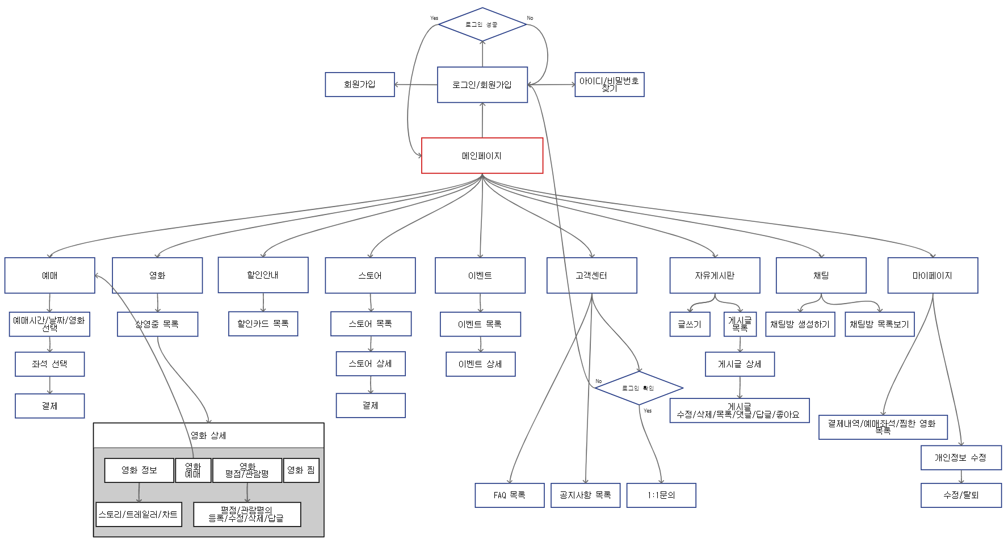 Yes
로그인 성공
No
회원가입
로그인/회원가입
아이디/비밀번호
찾기
메인페이지
예매
영화
할인안내
스토어
이벤트
고객센터
자유게시판
채팅
마이페이지
예매시간/날짜/영화
선택
상영중 목록
할인카드 목록
스토어 목록
이벤트 목록
글쓰기
게시글
목록
채팅방 생성하기
채팅방 목록보기
좌석 선택
스토어 상세
이벤트 상세
게시글 상세
No
로그인 확인
Yes
결제
결제
게시글
수정/삭제/목록/댓글/답글/좋아요
결제내역/예매좌석/찜한 영화
목록
영화 상세
영화 정보
영화
예매
영화
평점/관람평
영화 찜
개인정보 수정
스토리/트레일러/차트
평점/관람평의
등록/수정/삭제/답글
FAQ 목록
공지사항 목록
1:1문의
수정/탈퇴